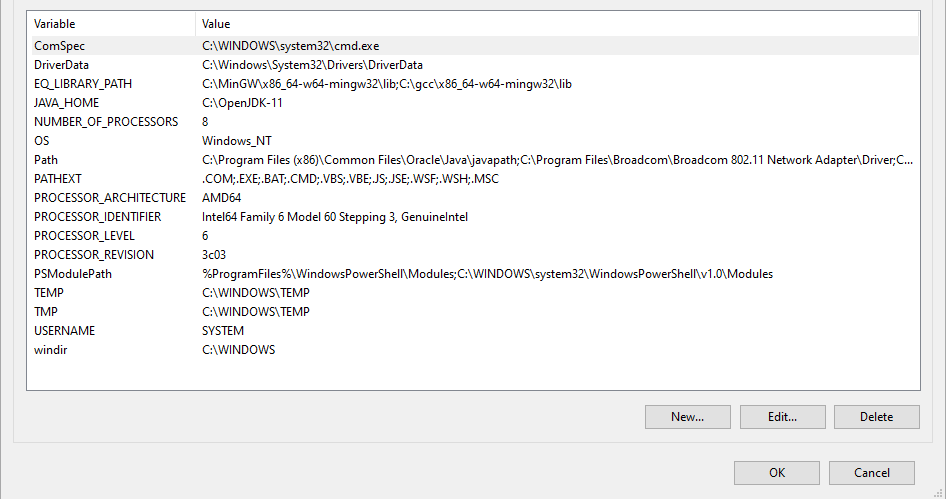 Variable Value
ComSpec C:\WINDOWS\system32\cmd.exe
DriverData C:\Windows\System32\Drivers\DriverData
EQ_LIBRARY_PATH C:\MinGW\x86_64-w64-mingw32\lib;C:\gcc\x86_64-w64-mingw32\lib
JAVA_HOME C:\OpenJDK-11
NUMBER_OF_PROCESSORS 8
OS Windows_NT
Path C:\Program Files (x86)\Common Files\Oracle\Java\javapath;C:\Program Files\Broadcom\Broadcom 802.11 Network Adapter\Driver;C...
PATHEXT .COM;.EXE;.BAT;.CMD;.VBS;.VBE;.JS;.JSE;.WSF;.WSH;.MSC
PROCESSOR_ARCHITECTURE AMD64
PROCESSOR_IDENTIFIER Intel64 Family 6 Model 60 Stepping 3, GenuineIntel
PROCESSOR_LEVEL 6
PROCESSOR_REVISION 3c03
PSModulePath %ProgramFiles%\WindowsPowerShell\Modules;C:\WINDOWS\system32\WindowsPowerShell\v1.0\Modules
TEMP C:\WINDOWS\TEMP
TMP C:\WINDOWS\TEMP
USERNAME SYSTEM
windir C:\WINDOWS
New... Edit... Delete
OK Cancel